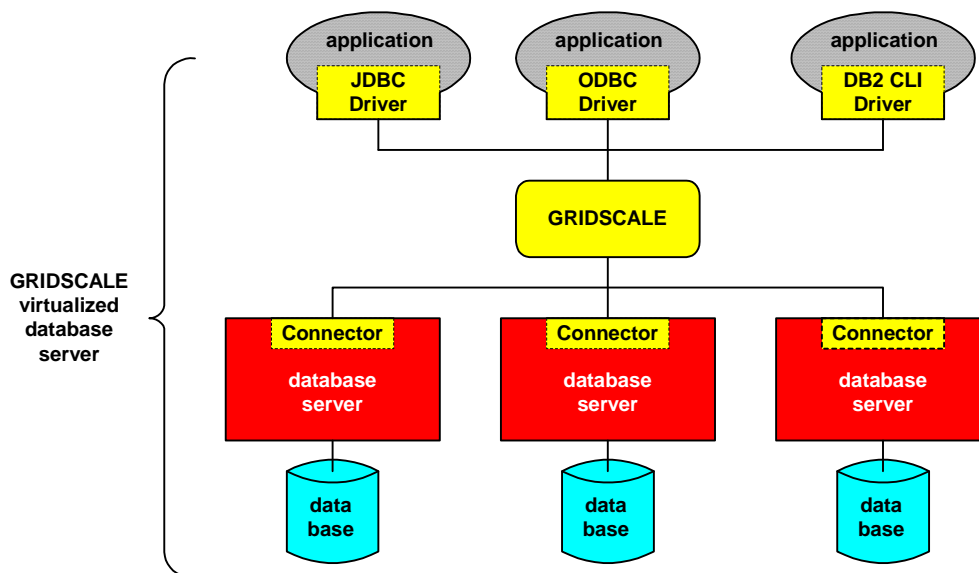 application
application
application
JDBC
Driver
ODBC
Driver
DB2 CLI
Driver
GRIDSCALE
GRIDSCALE
virtualized
database
server
Connector
Connector
Connector
database
server
database
server
database
server
data
base
data
base
data
base